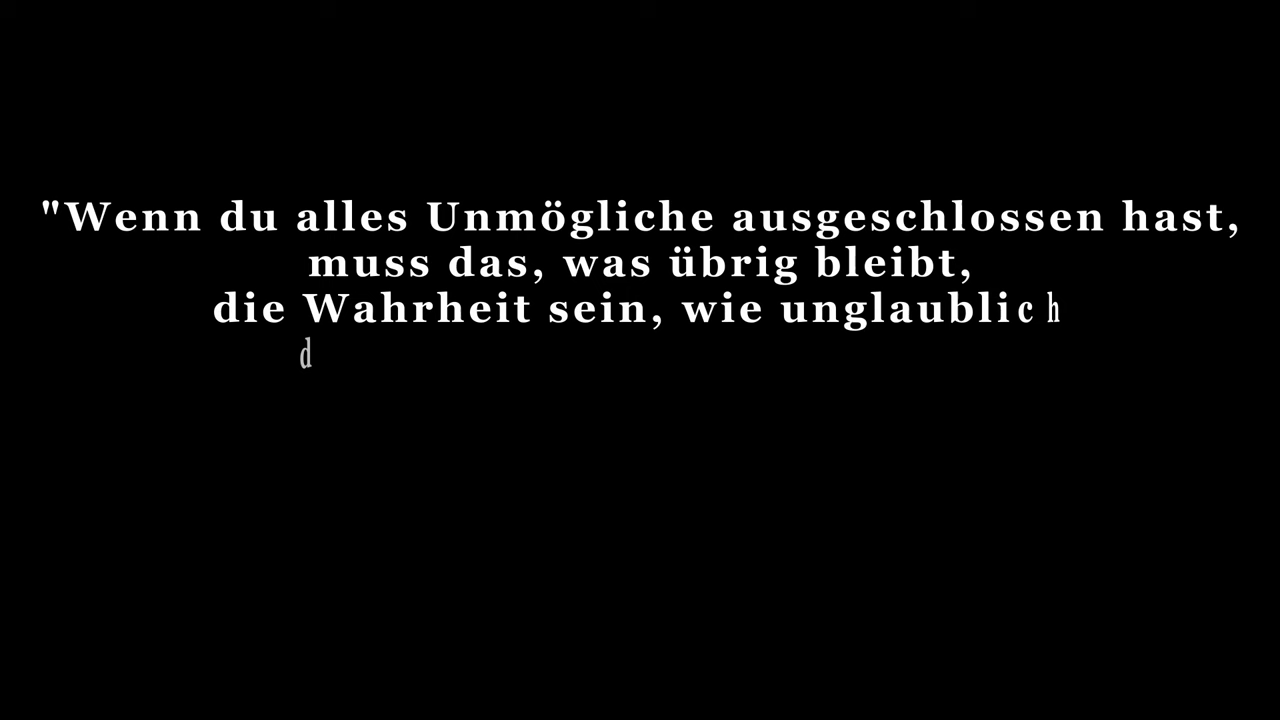 "Wenn du alles Unmögliche ausgeschlossen hast,
muss das, was übrig bleibt,
die Wahrheit sein, wie unglaublich
d